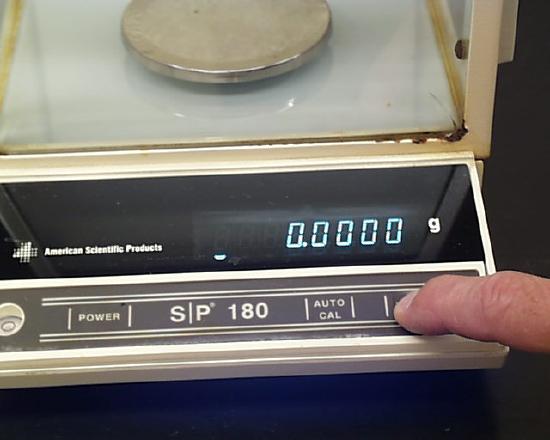 American Scientific Products
0.0000 g
POWER
S|P® 180
AUTO
CAL